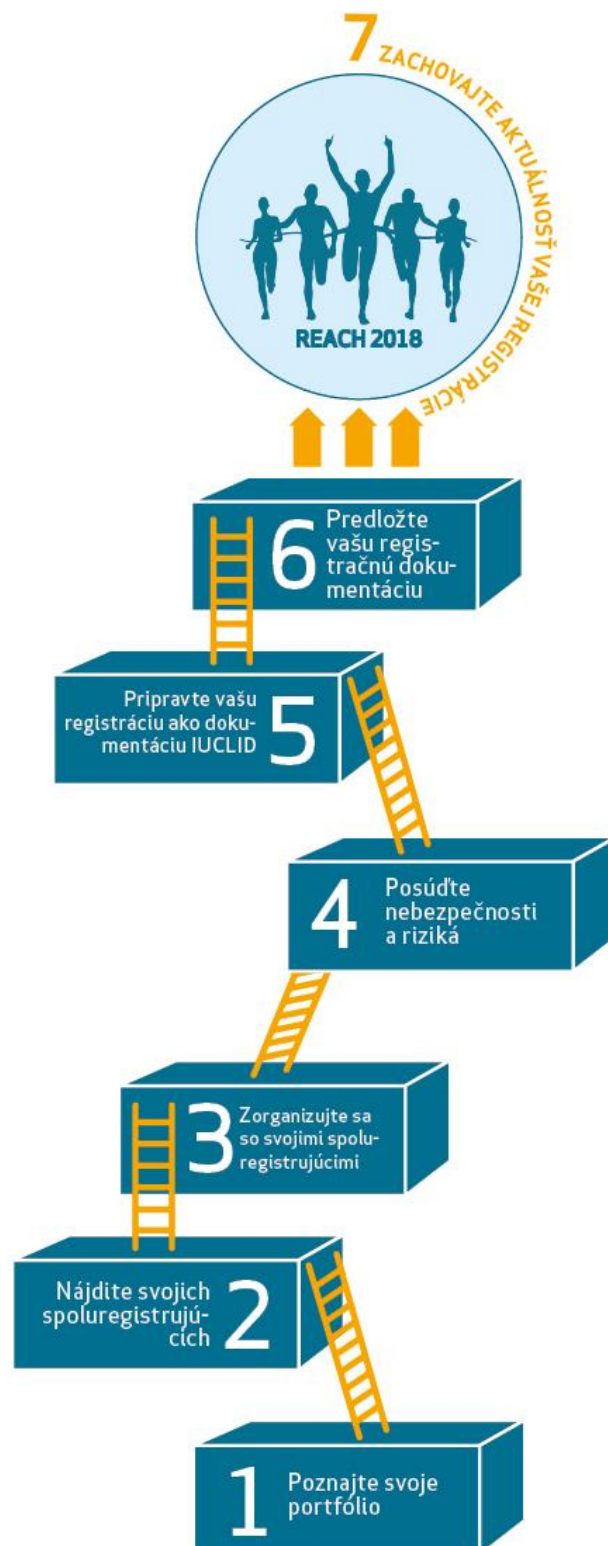 7 ZACHOVAJTE AKTUÁLNOSŤ VAŠEJ REGISTRÁCIE
REACH 2018
6
Predložte
vašu regis-
tračnú doku-
mentáciu
Pripravte vašu
registráciu ako doku-
mentáciu IUCLID
5
4
Posúďte
nebezpečnosti
a riziká
3
Zorganizujte sa
so svojimi spolu-
registrujúcimi
Nájdite svojich
spoluregistrujú-
cich
2
1
Poznajte svoje
portfólio